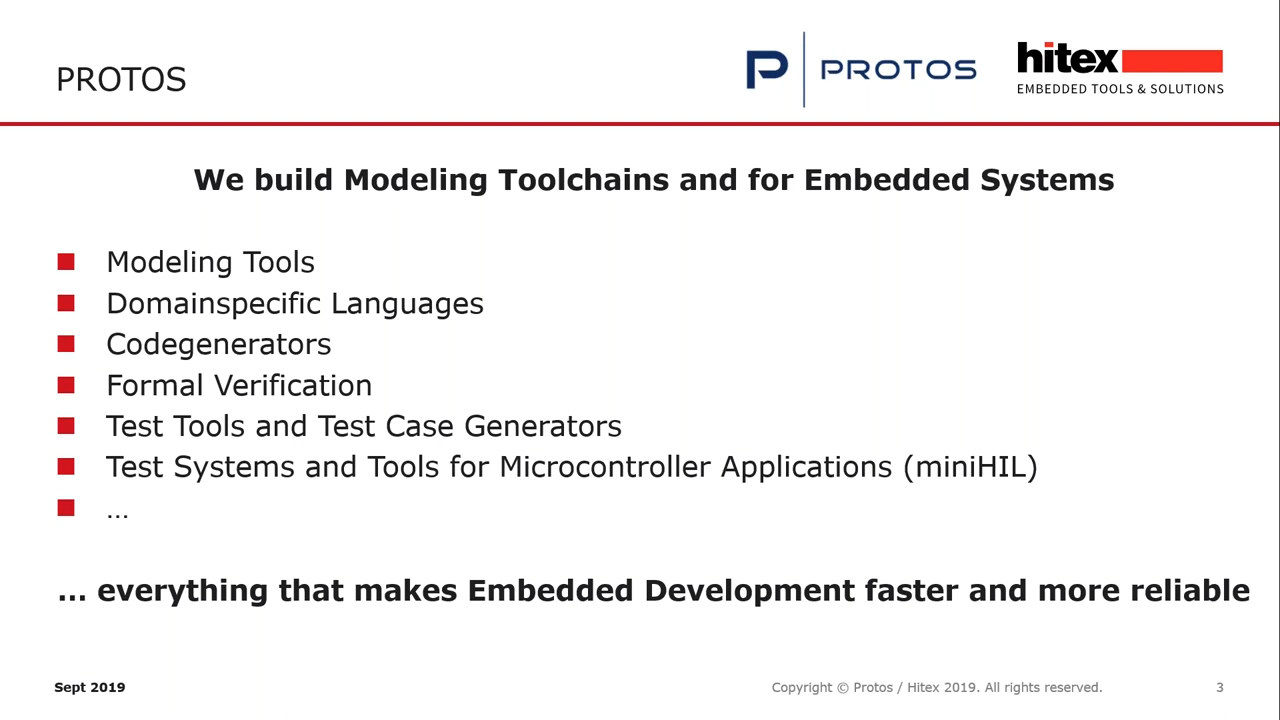 PROTOS
P PROTOS
hitex
EMBEDDED TOOLS & SOLUTIONS
We build Modeling Toolchains and for Embedded Systems
Modeling Tools
Domainspecific Languages
Codegenerators
Formal Verification
Test Tools and Test Case Generators
Test Systems and Tools for Microcontroller Applications (miniHIL)
...
... everything that makes Embedded Development faster and more reliable
Sept 2019
Copyright © Protos / Hitex 2019. All rights reserved.
3